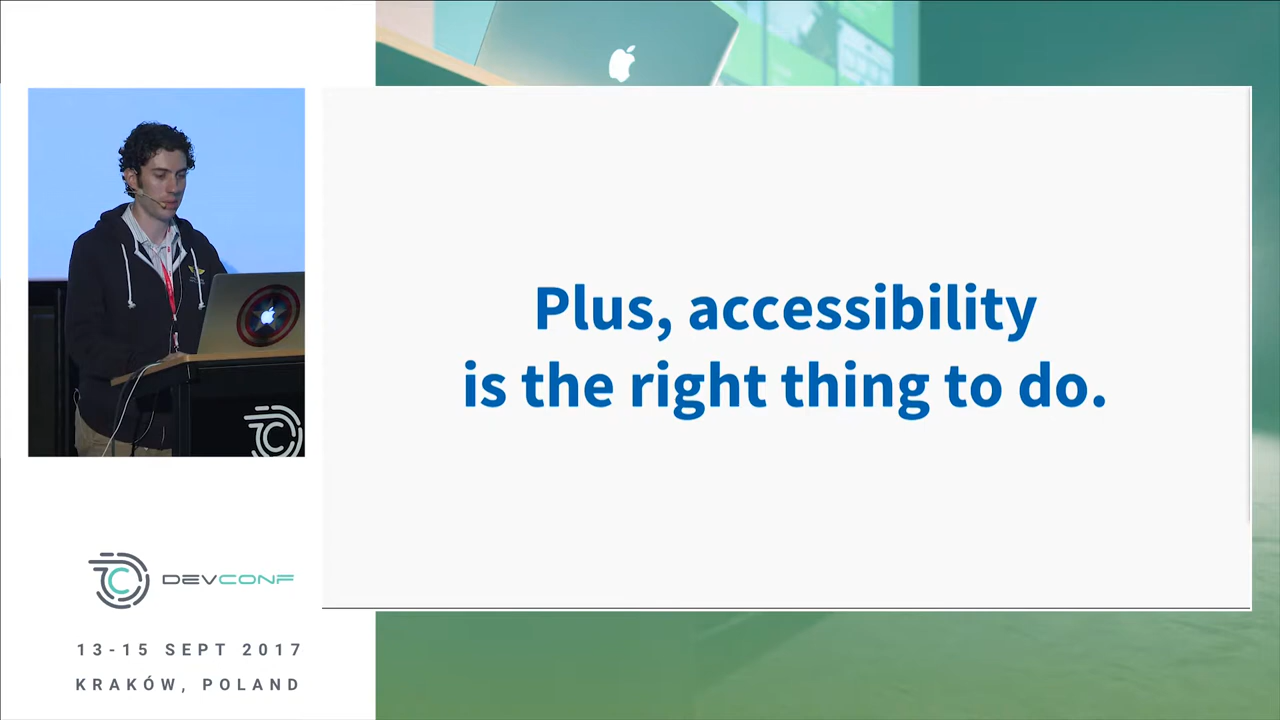 Plus, accessibility
is the right thing to do.
DEVCONF
13-15 SEPT 2017
KRAKÓW, POLAND